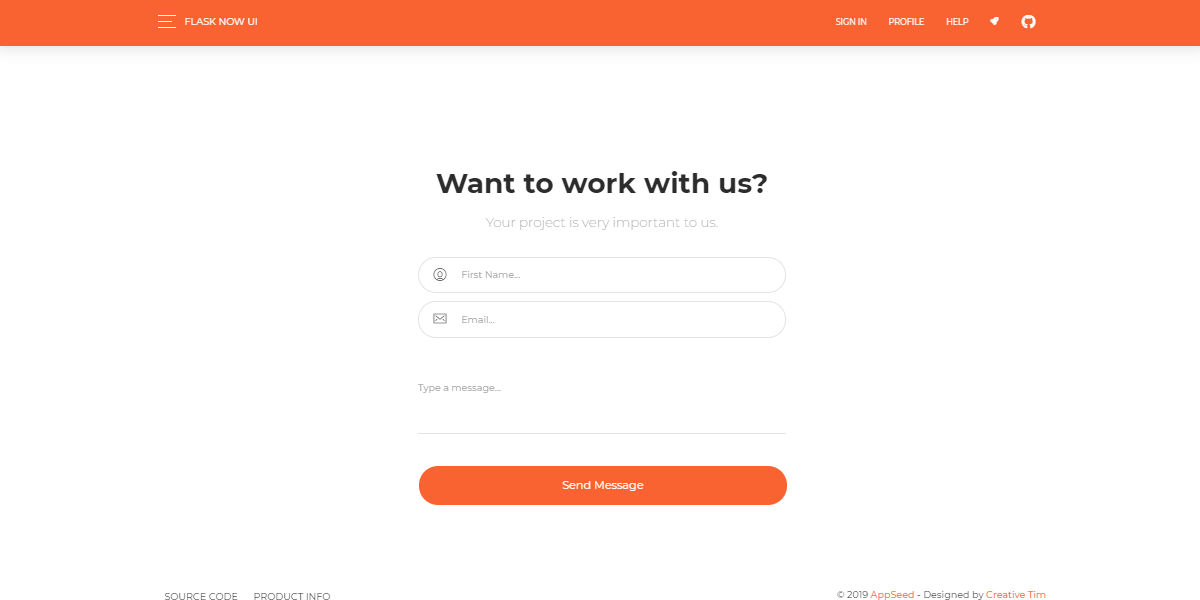 FLASK NOW UI
SIGN IN PROFILE HELP
Want to work with us?
Your project is very important to us.
First Name...
Email...
Type a message...
Send Message
SOURCE CODE PRODUCT INFO
© 2019 AppSeed - Designed by Creative Tim